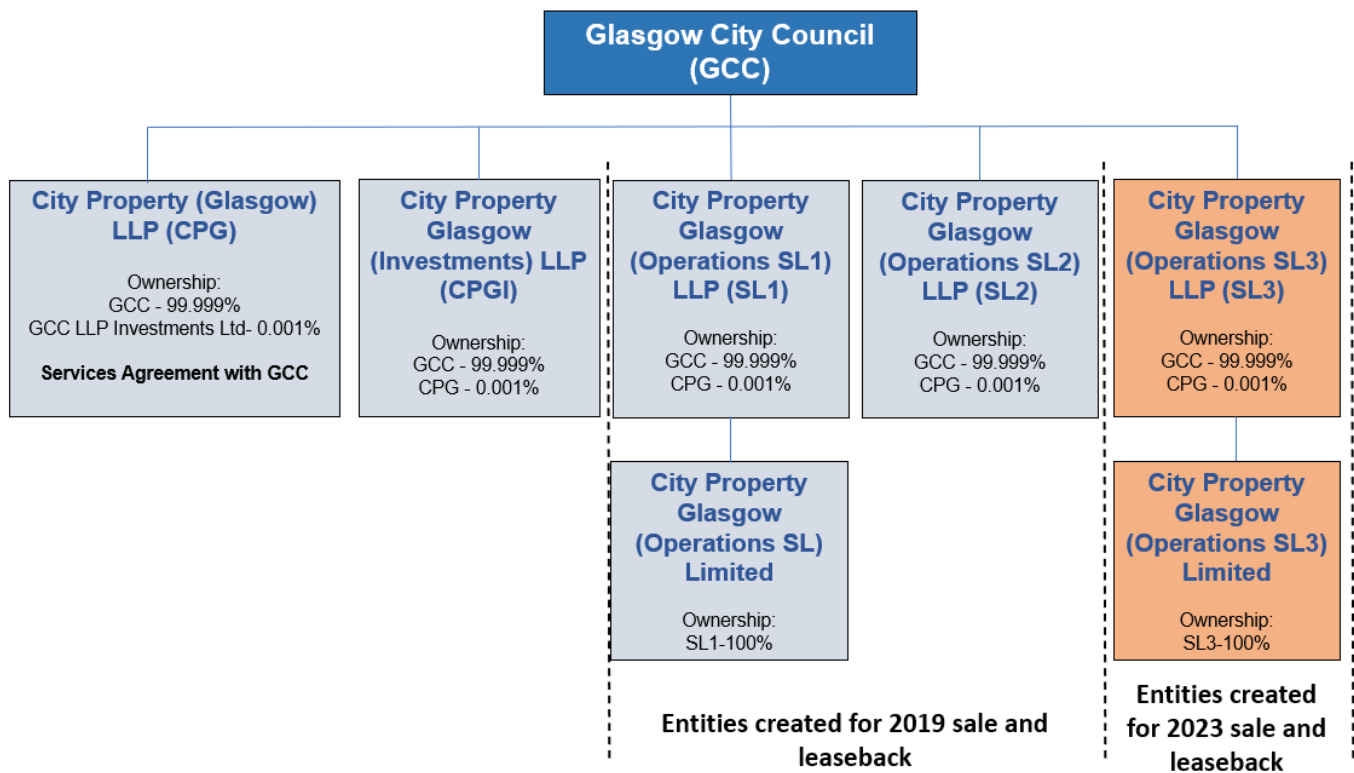 Glasgow City Council
(GCC)
City Property (Glasgow)
LLP (CPG)
Ownership:
GCC - 99.999%
GCC LLP Investments Ltd- 0.001%
Services Agreement with GCC
City Property
Glasgow
(Investments) LLP
(CPGI)
Ownership:
GCC - 99.999%
CPG - 0.001%
City Property
Glasgow
(Operations SL1)
LLP (SL1)
Ownership:
GCC - 99.999%
CPG - 0.001%
City Property
Glasgow
(Operations SL2)
LLP (SL2)
Ownership:
GCC - 99.999%
CPG - 0.001%
City Property
Glasgow
(Operations SL3)
LLP (SL3)
Ownership:
GCC - 99.999%
CPG - 0.001%
City Property
Glasgow
(Operations SL)
Limited
Ownership:
SL1-100%
City Property
Glasgow
(Operations SL3)
Limited
Ownership:
SL3-100%
Entities created for 2019 sale and
leaseback
Entities created
for 2023 sale and
leaseback